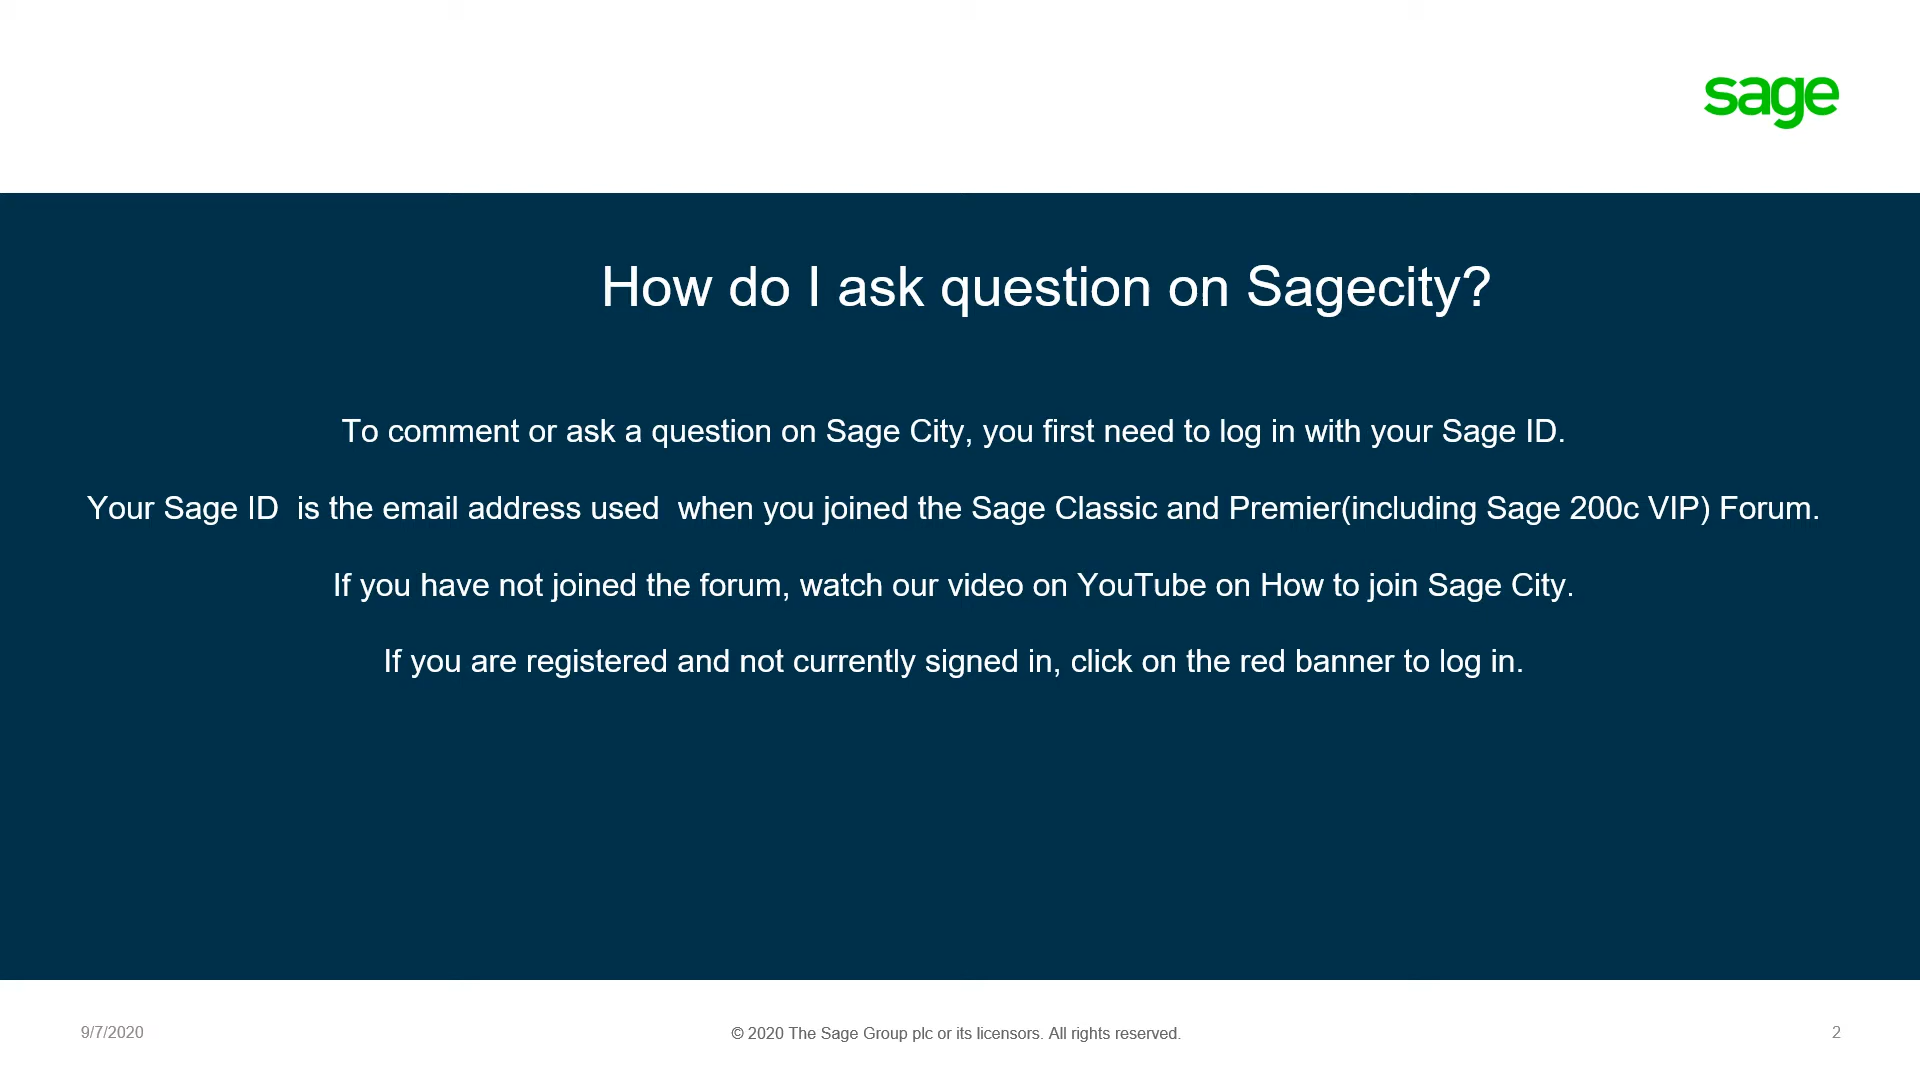 sage
How do I ask question on Sagecity?
To comment or ask a question on Sage City, you first need to log in with your Sage ID.
Your Sage ID  is the email address used  when you joined the Sage Classic and Premier(including Sage 200c VIP) Forum.
If you have not joined the forum, watch our video on YouTube on How to join Sage City.
If you are registered and not currently signed in, click on the red banner to log in.
9/7/2020
© 2020 The Sage Group plc or its licensors. All rights reserved.
2